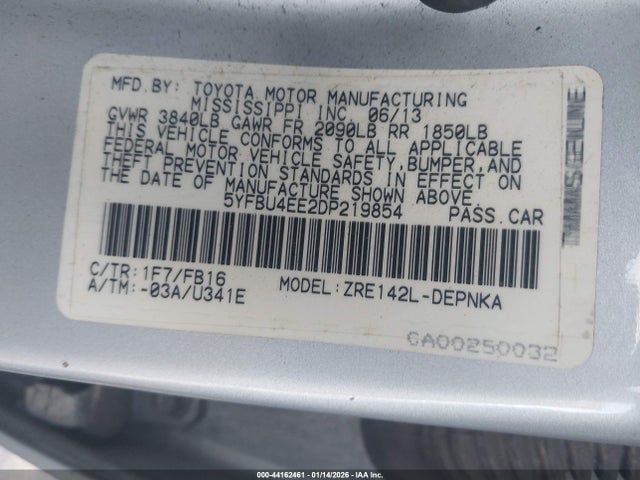 MFD.BY: TOYOTA MOTOR MANUFACTURING
MISSISSIPPI INC. 06/13
GVWR 3840LB GAWR FR 2090LB RR 1850LB
THIS VEHICLE CONFORMS TO ALL APPLICABLE
FEDERAL MOTOR VEHICLE SAFETY, BUMPER, AND
THEFT PREVENTION STANDARDS IN EFFECT ON
THE DATE OF MANUFACTURE SHOWN ABOVE.
5YFBU4EE2DP219854 PASS.CAR
C/TR: 1F7/FB16 MODEL: ZRE142L-DEPNKA
A/TM: -03A/U341E
CA00250032
000-44162461 - 01/14/2026 - IAA Inc.